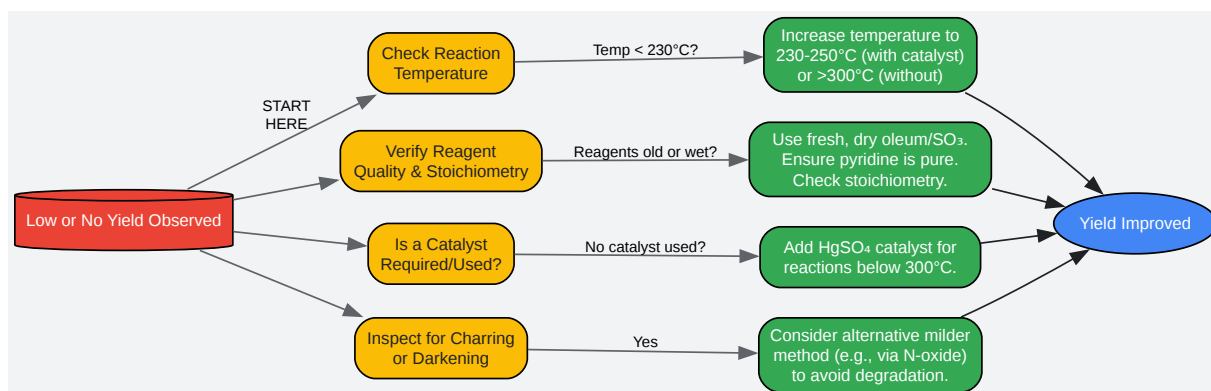 Low or No Yield Observed
START
HERE
Check Reaction
Temperature
Temp < 230°C?
Increase temperature to
230-250°C (with catalyst)
or >300°C (without)
Verify Reagent
Quality & Stoichiometry
Reagents old or wet?
Use fresh, dry oleum/SO₃.
Ensure pyridine is pure.
Check stoichiometry.
Is a Catalyst
Required/Used?
No catalyst used?
Add HgSO₄ catalyst for
reactions below 300°C.
Inspect for Charring
or Darkening
Yes
Consider alternative milder
method (e.g., via N-oxide)
to avoid degradation.
Yield Improved